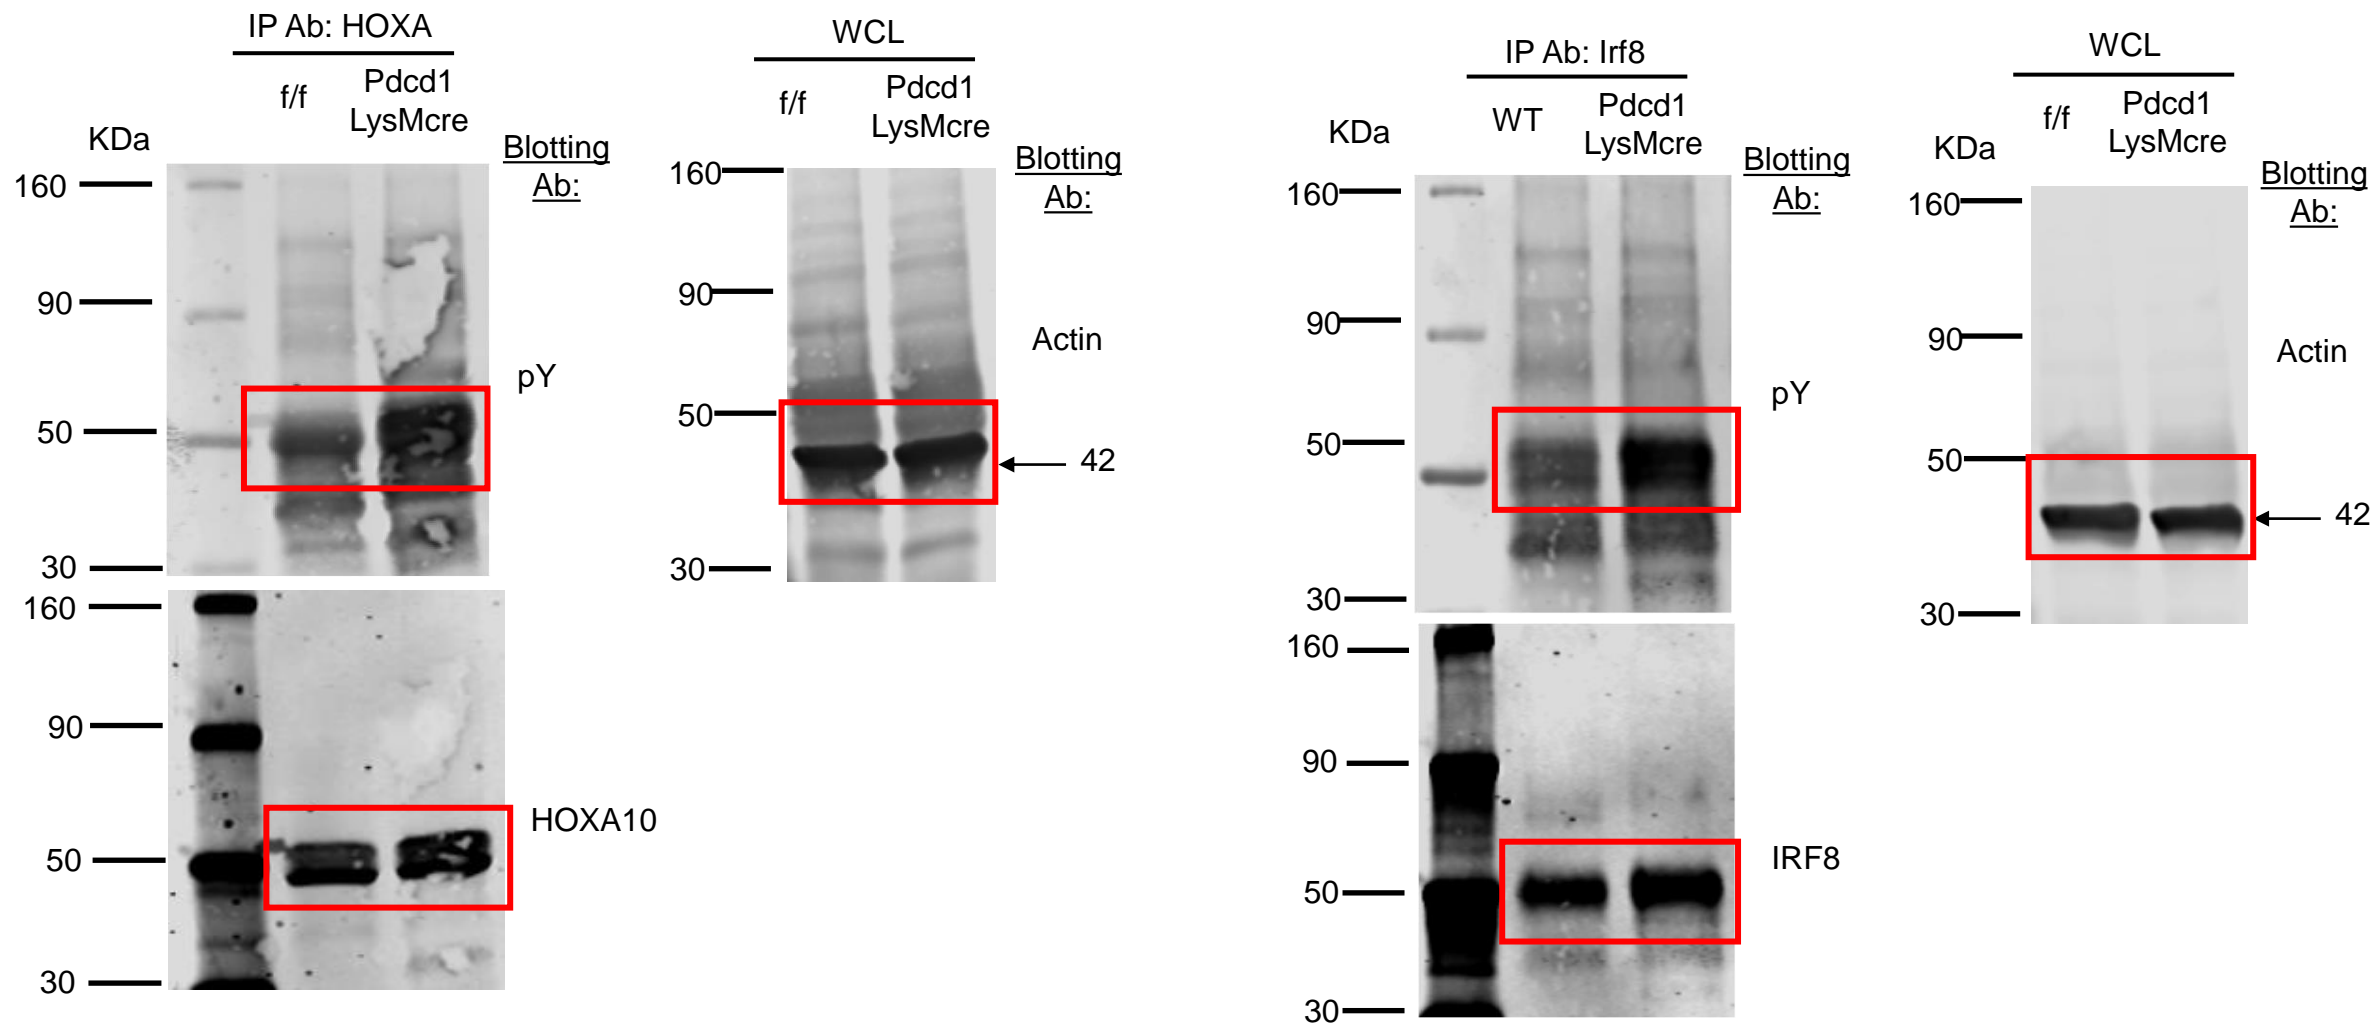 IP Ab: HOXA
f/f
Pdcd1
LysMcre
KDa
Blotting
Ab:
160
90
50
30
pY
160
90
50
30
HOXA10
WCL
f/f
Pdcd1
LysMcre
Blotting
Ab:
160
90
50
30
Actin
42
IP Ab: Irf8
WT
Pdcd1
LysMcre
KDa
Blotting
Ab:
160
90
50
30
pY
160
90
50
30
IRF8
WCL
f/f
Pdcd1
LysMcre
KDa
Blotting
Ab:
160
90
50
30
Actin
42